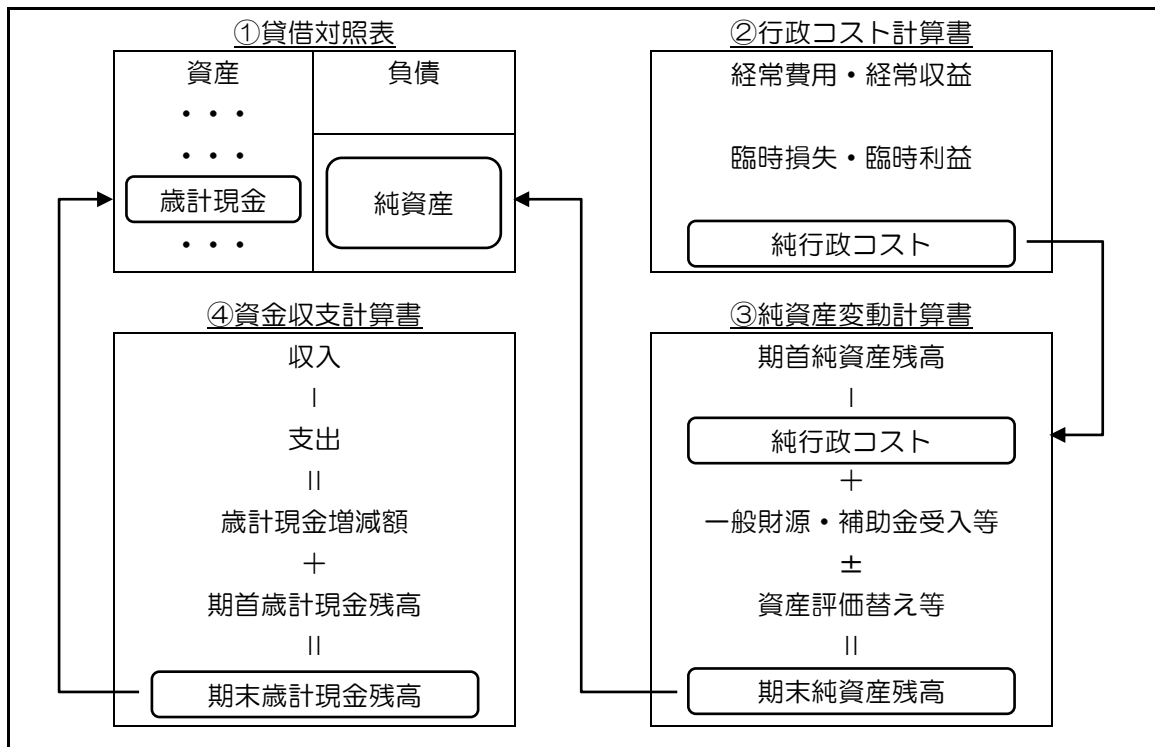 ①貸借対照表
資産
・・・
・・・
歳計現金
・・・
負債
純資産
②行政コスト計算書
経常費用・経常収益
臨時損失・臨時利益
純行政コスト
④資金収支計算書
収入
－
支出
＝
歳計現金増減額
＋
期首歳計現金残高
＝
期末歳計現金残高
③純資産変動計算書
期首純資産残高
－
純行政コスト
＋
一般財源・補助金受入等
±
資産評価替え等
＝
期末純資産残高